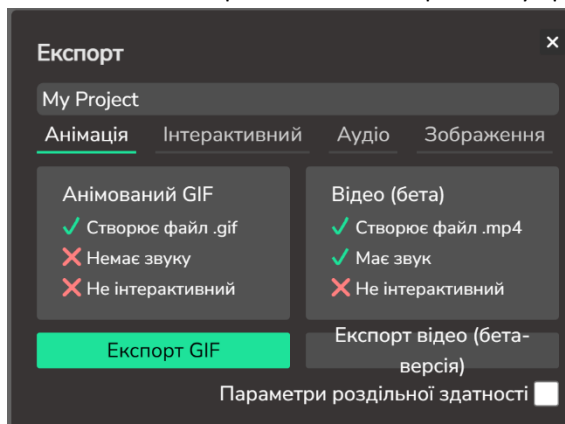 Експорт
My Project
Анімація Інтерактивний Аудіо Зображення
Анімований GIF
Створює файл .gif
Немає звуку
Не інтерактивний
Відео (бета)
Створює файл .mp4
Має звук
Не інтерактивний
Експорт GIF
Експорт відео (бета-
версія)
Параметри роздільної здатності